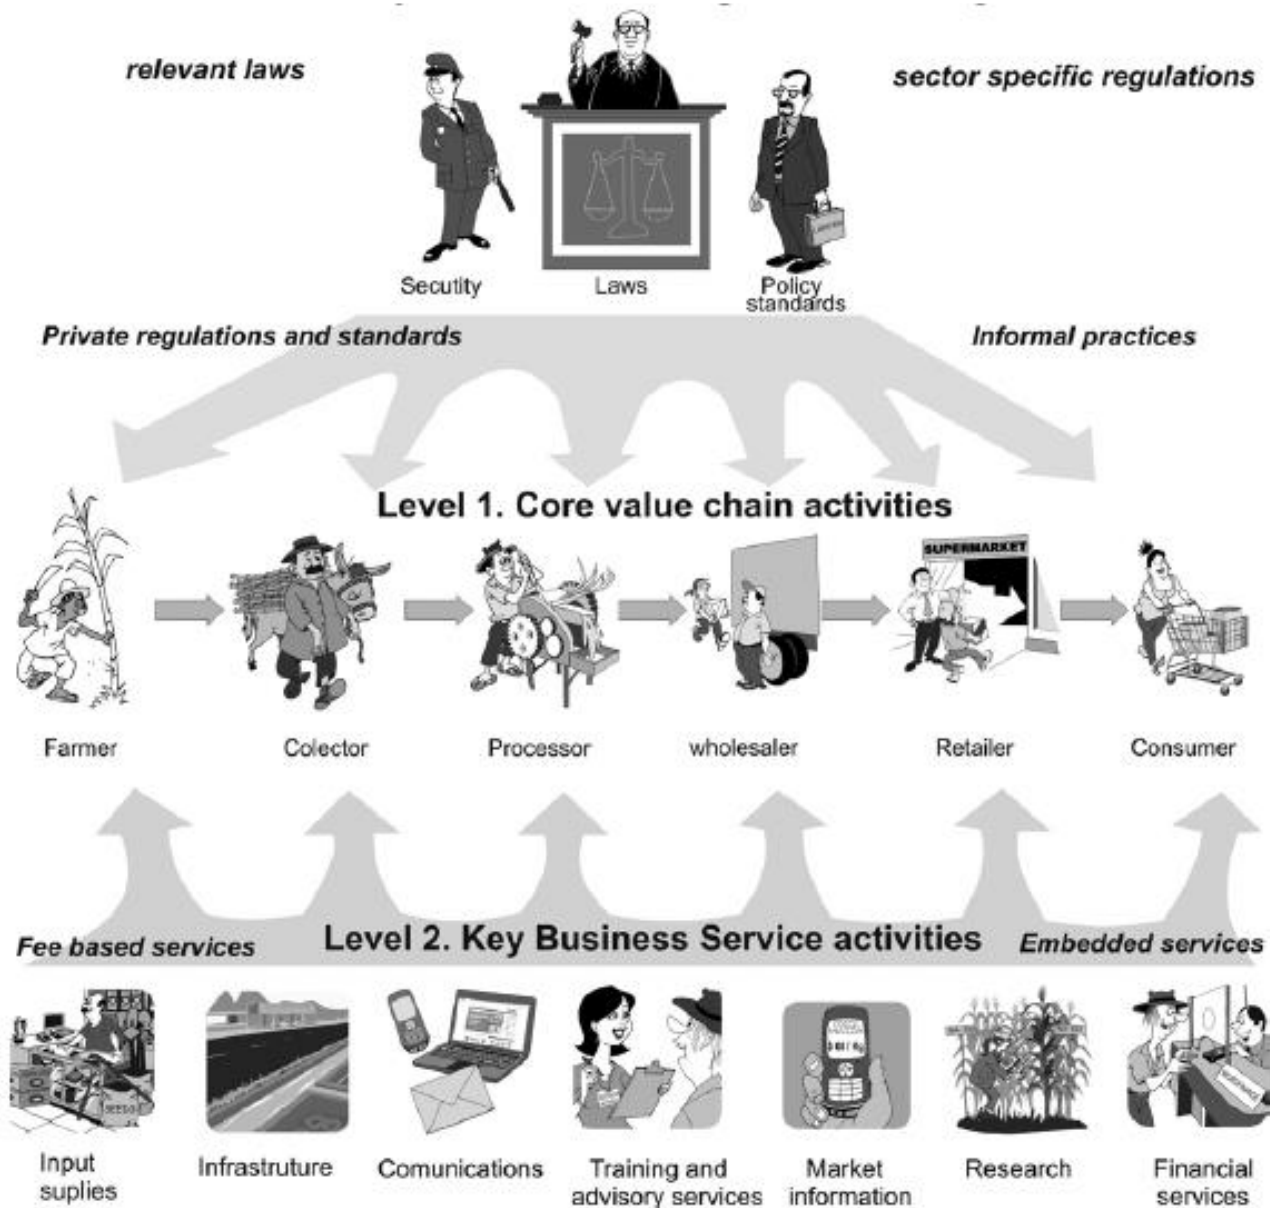 relevant laws
sector specific regulations
Secutity
Laws
Policy
standards
Private regulations and standards
Informal practices
Level 1. Core value chain activities
SUPERMARKET
Farmer
Colector
Processor
wholesaler
Retailer
Consumer
Fee based services
Level 2. Key Business Service activities
Embedded services
SEEDS
Input
suplies
Infrastruture
Comunications
Training and
advisory services
Market
information
Research
Financial
services